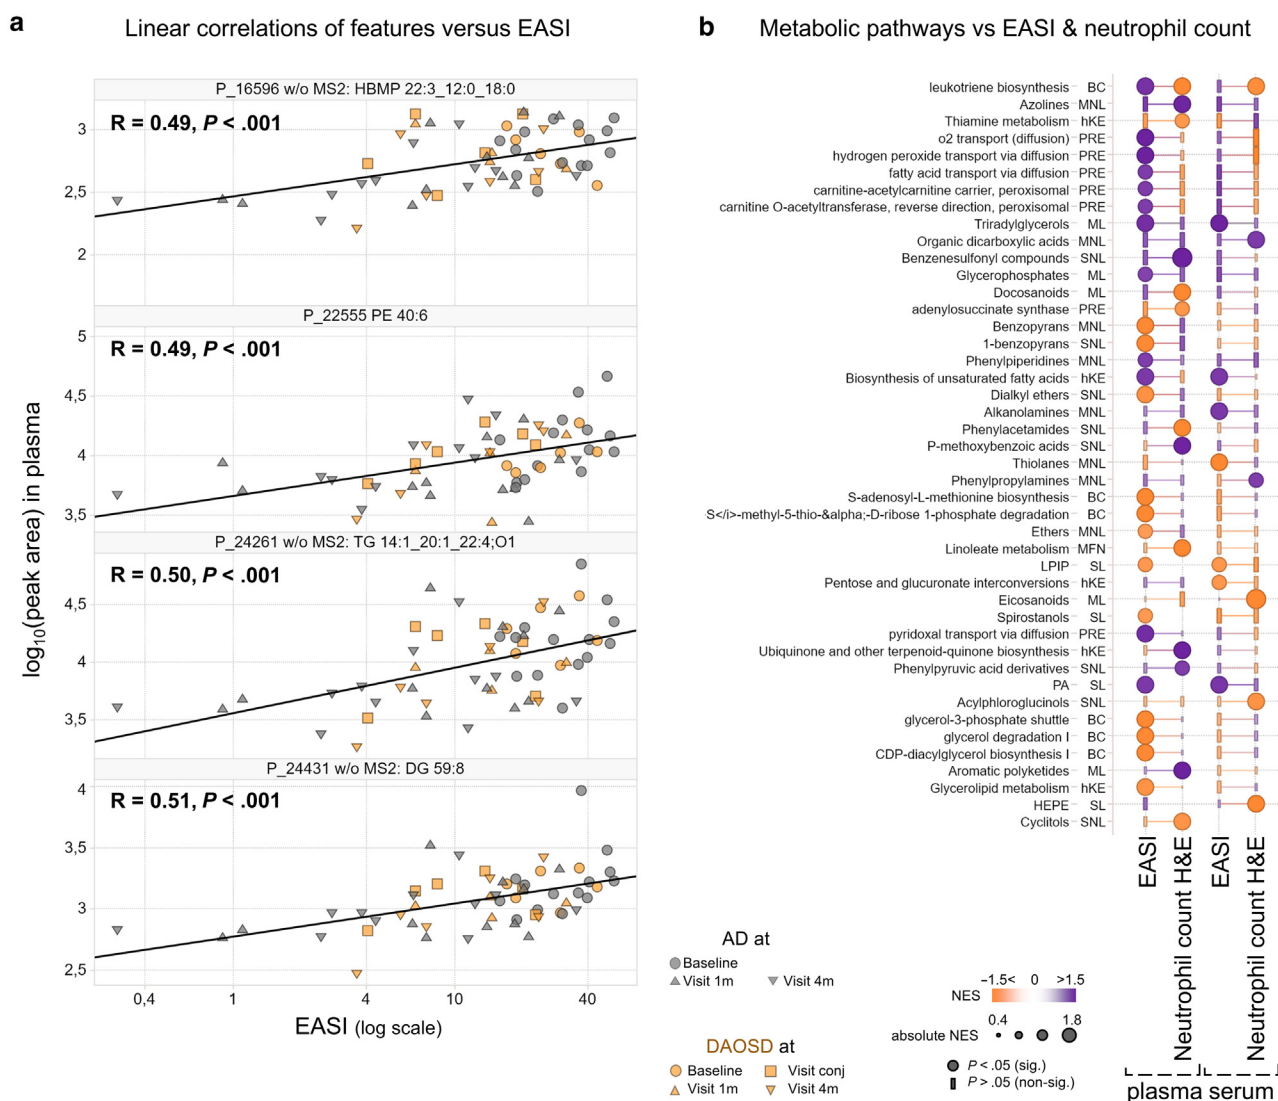 a
Linear correlations of features versus EASI
P_16596 w/o MS2: HBMP 22:3_12:0_18:0
R = 0.49, P < .001
3
2.5
2
P_22555 PE 40:6
R = 0.49, P < .001
5
4,5
4
3,5
P_24261 w/o MS2: TG 14:1_20:1_22:4;O1
R = 0.50, P < .001
4,5
4
3,5
P_24431 w/o MS2: DG 59:8
R = 0.51, P < .001
4
3,5
3
2,5
0,4 1 4 10 40
EASI (log scale)
log10(peak area) in plasma
AD at
Baseline
Visit 1m Visit 4m
DAOSD at
Baseline Visit conj
Visit 1m Visit 4m
b
Metabolic pathways vs EASI & neutrophil count
leukotriene biosynthesis BC
Azolines MNL
Thiamine metabolism hKE
o2 transport (diffusion) PRE
hydrogen peroxide transport via diffusion PRE
fatty acid transport via diffusion PRE
carnitine-acetylcarnitine carrier, peroxisomal PRE
carnitine O-acetyltransferase, reverse direction, peroxisomal PRE
Triradylglycerols ML
Organic dicarboxylic acids MNL
Benzenesulfonyl compounds SNL
Glycerophosphates ML
Docosanoids ML
adenylosuccinate synthase PRE
Benzopyrans MNL
1-benzopyrans SNL
Phenylpiperidines MNL
Biosynthesis of unsaturated fatty acids hKE
Dialkyl ethers SNL
Alkanolamines MNL
Phenylacetamides SNL
P-methoxybenzoic acids SNL
Thiolanes MNL
Phenylpropylamines MNL
S-adenosyl-L-methionine biosynthesis BC
S</i>-methyl-5-thio-&alpha;-D-ribose 1-phosphate degradation BC
Ethers MNL
Linoleate metabolism MFN
LPIP SL
Pentose and glucuronate interconversions hKE
Eicosanoids ML
Spirostanols SL
pyridoxal transport via diffusion PRE
Ubiquinone and other terpenoid-quinone biosynthesis hKE
Phenylpyruvic acid derivatives SNL
PA SL
Acylphloroglucinols SNL
glycerol-3-phosphate shuttle BC
glycerol degradation I BC
CDP-diacylglycerol biosynthesis I BC
Aromatic polyketides ML
Glycerolipid metabolism hKE
HEPE SL
Cyclitols SNL
EASI
Neutrophil count H&E
EASI
Neutrophil count H&E
plasma serum
−1.5< 0 >1.5
NES
0.4 1.8
absolute NES
P < .05 (sig.)
P > .05 (non-sig.)